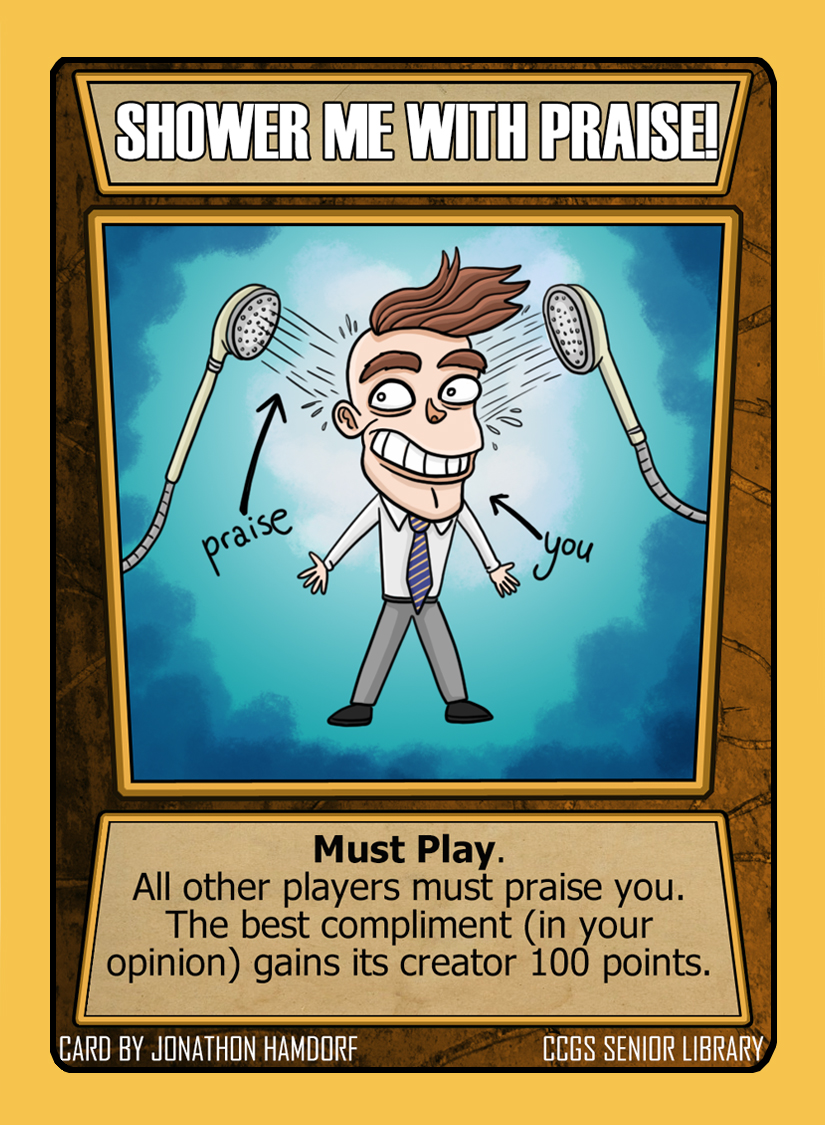 SHOWER ME WITH PRAISE!
praise
you
Must Play.
All other players must praise you.
The best compliment (in your
opinion) gains its creator 100 points.
CARD BY JONATHON HAMDORF
CCGS SENIOR LIBRARY